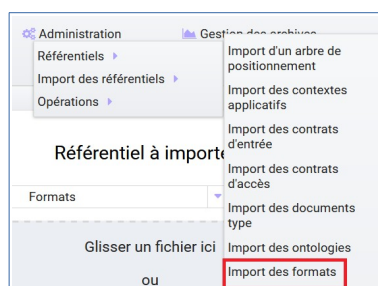 Administration
Gestion des archives
Référentiels
Import des référentiels
Opérations
Import d'un arbre de
positionnement
Import des contextes
applicatifs
Import des contrats
d'entrée
Import des contrats
d'accès
Import des documents
type
Import des ontologies
Import des formats
Référentiel à importe
Formats
Glisser un fichier ici
ou